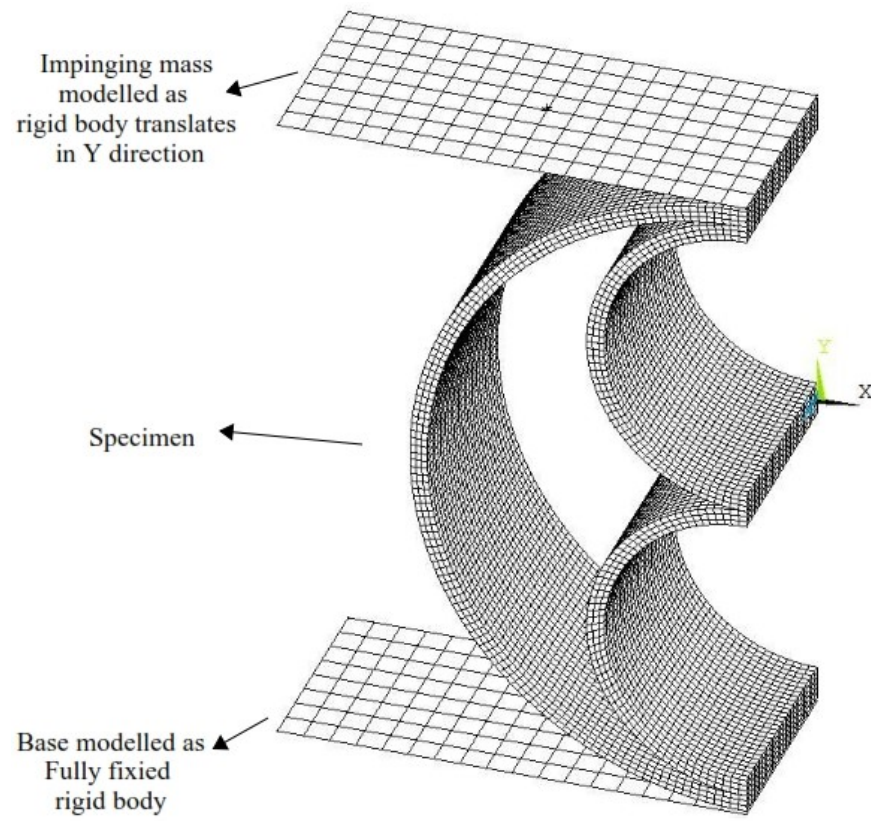 Impinging mass
modelled as
rigid body translates
in Y direction
Y
X
Specimen
Base modelled as
Fully fixied
rigid body